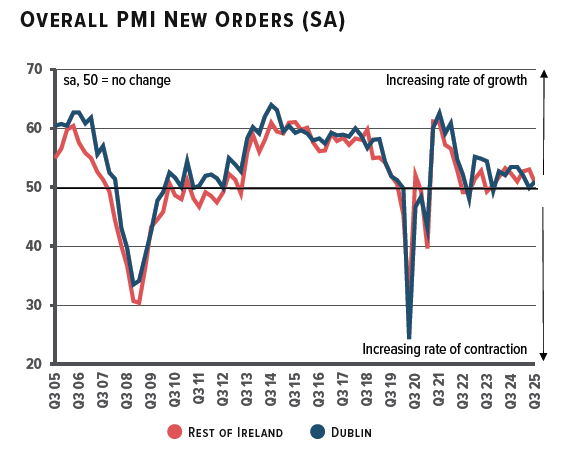 OVERALL PMI NEW ORDERS (SA)
70
sa, 50 = no change
Increasing rate of growth
60
50
40
30
Increasing rate of contraction
20
Q3 05
Q3 06
Q3 07
Q3 08
Q3 09
Q3 10
Q3 11
Q3 12
Q3 13
Q3 14
Q3 15
Q3 16
Q3 17
Q3 18
Q3 19
Q3 20
Q3 21
Q3 22
Q3 23
Q3 24
Q3 25
REST OF IRELAND
DUBLIN